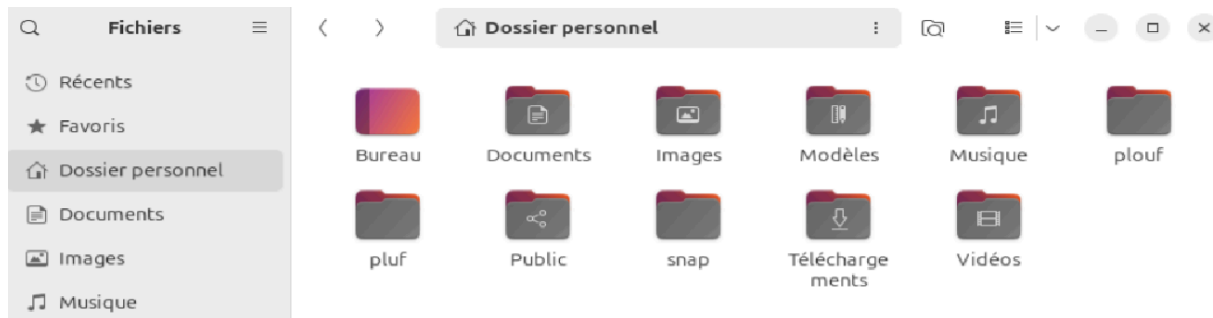 Fichiers
Dossier personnel
Récents
Favoris
Dossier personnel
Documents
Images
Musique
Bureau
Documents
Images
Modèles
Musique
plouf
pluf
Public
snap
Télécharge
ments
Vidéos